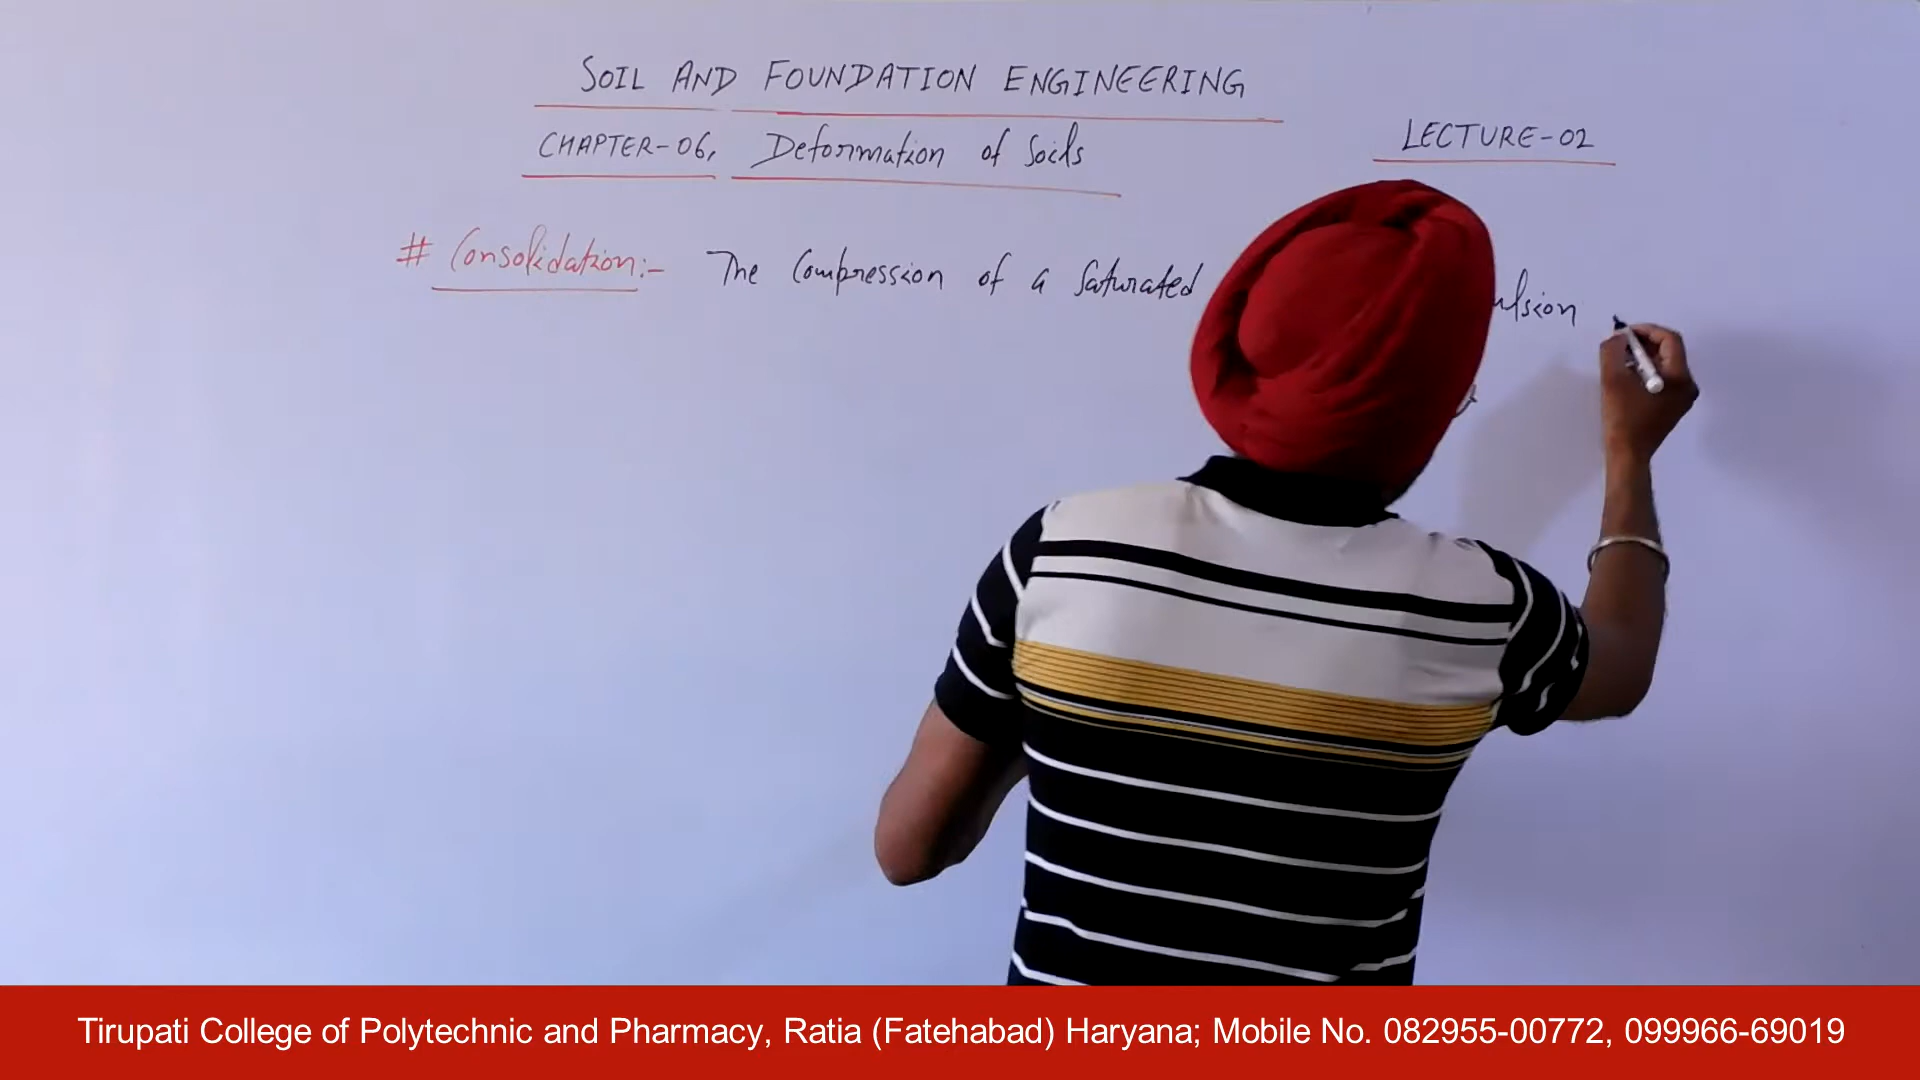 SOIL AND FOUNDATION ENGINEERING
CHAPTER-06, Deformation of Soils
LECTURE-02
# Consolidation:- The Compression of a Saturated
Tirupati College of Polytechnic and Pharmacy, Ratia (Fatehabad) Haryana; Mobile No. 082955-00772, 099966-69019